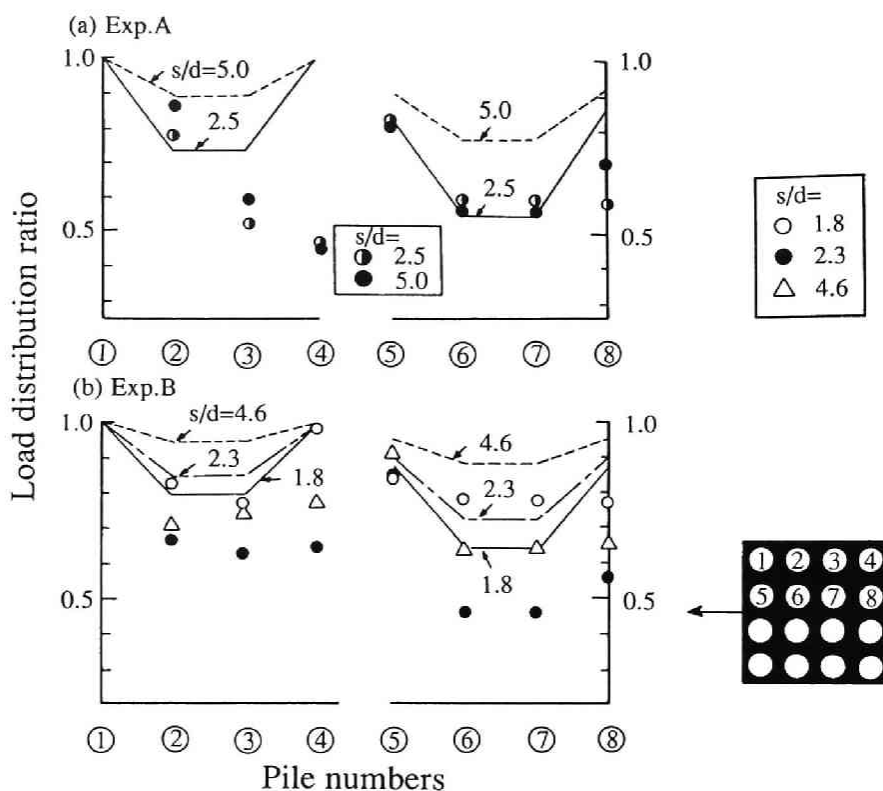 (a) Exp.A
1.0
0.5
s/d=5.0
2.5
s/d=
2.5
5.0
5.0
2.5
1.0
0.5
① ② ③ ④ ⑤ ⑥ ⑦ ⑧
s/d=
1.8
2.3
4.6
Load distribution ratio
(b) Exp.B
1.0
0.5
s/d=4.6
2.3
1.8
4.6
2.3
1.8
1.0
0.5
① ② ③ ④ ⑤ ⑥ ⑦ ⑧
Pile numbers
1 2 3 4
5 6 7 8